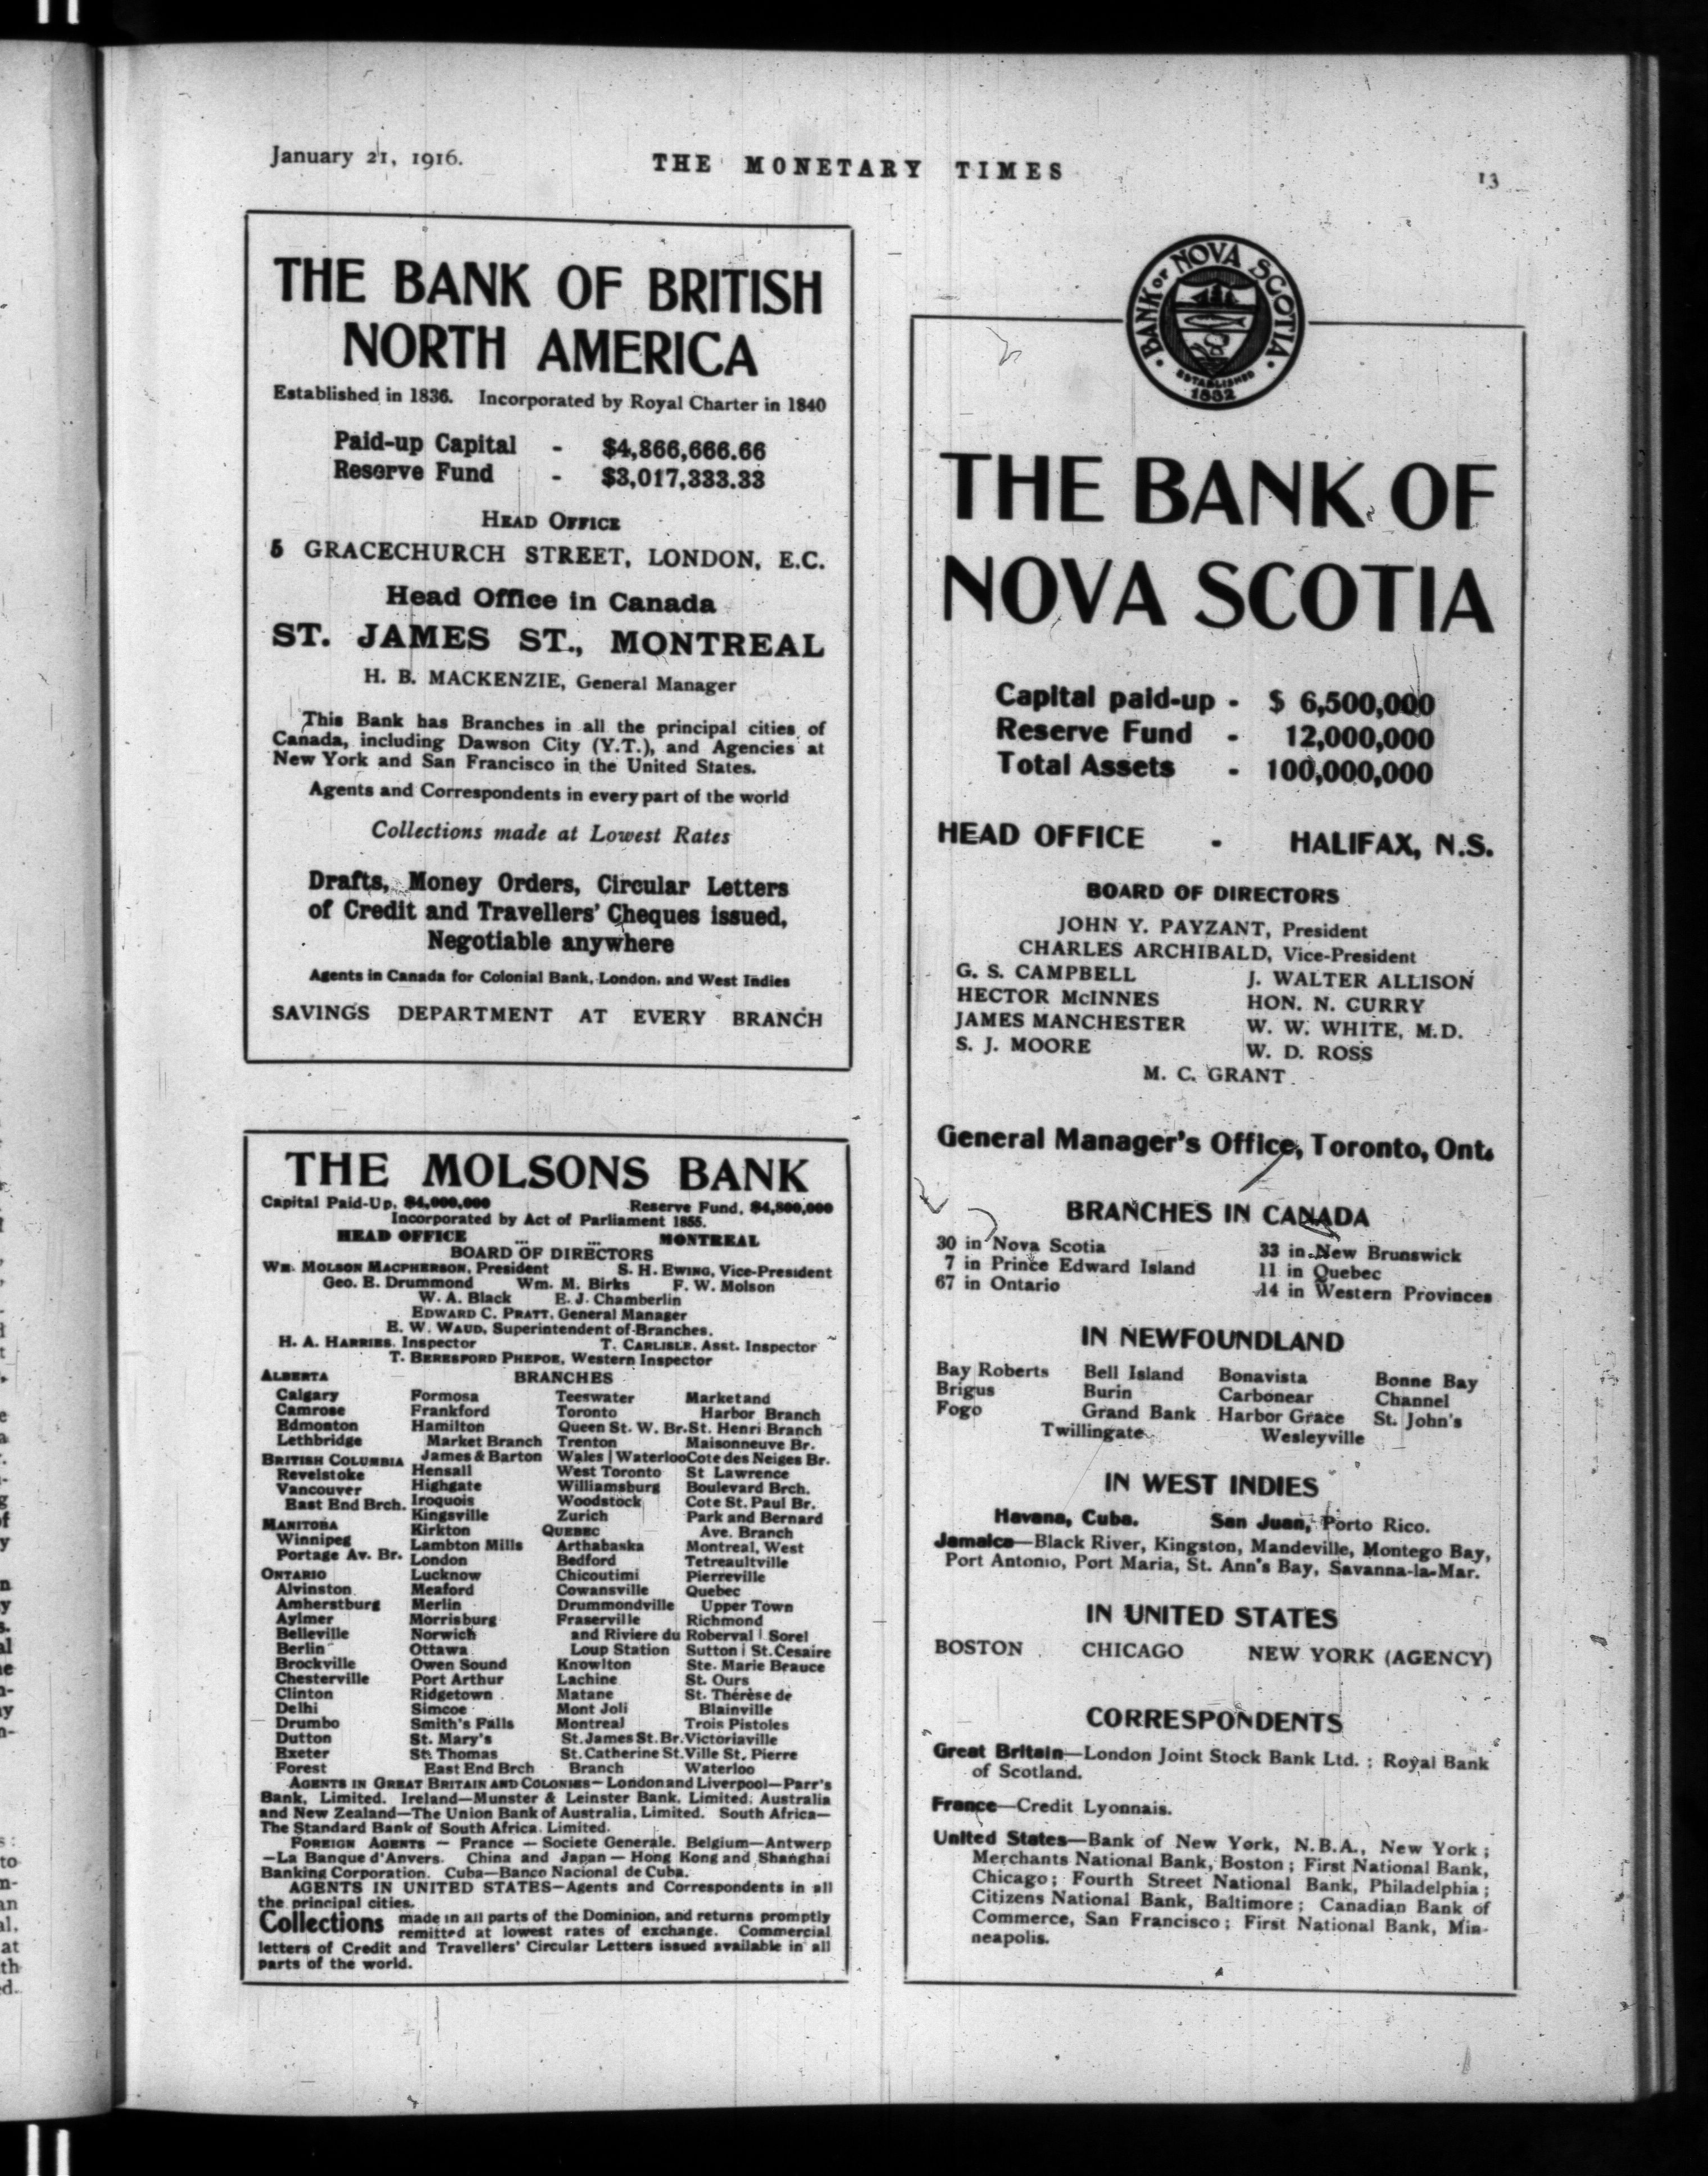 January 21, 1916.
THE MONETARY TIMES
13
THE BANK OF BRITISH
NORTH AMERICA
Established in 1836. Incorporated by Royal Charter in 1840
Paid-up Capital - $4,866,666.66
Reserve Fund - $3,017,333.33
HEAD OFFICE
5 GRACECHURCH STREET, LONDON, E.C.
Head Office in Canada
ST. JAMES ST., MONTREAL
H. B. MACKENZIE, General Manager
This Bank has Branches in all the principal cities of
Canada, including Dawson City (Y.T.), and Agencies at
New York and San Francisco in the United States.
Agents and Correspondents in every part of the world
Collections made at Lowest Rates
Drafts, Money Orders, Circular Letters
of Credit and Travellers' Cheques issued,
Negotiable anywhere
Agents in Canada for Colonial Bank, London, and West Indies
SAVINGS DEPARTMENT AT EVERY BRANCH
THE MOLSONS BANK
Capital Paid-Up, $4,000,000 Reserve Fund, $4,800,000
Incorporated by Act of Parliament 1855.
HEAD OFFICE ... ... MONTREAL
BOARD OF DIRECTORS
WM. MOLSON MACPHERSON, President S. H. EWING, Vice-President
Geo. E. Drummond Wm. M. Birks F. W. Molson
W. A. Black E. J. Chamberlin
EDWARD C. PRATT, General Manager
E. W. WAUD, Superintendent of Branches.
H. A. HARRIES, Inspector T. CARLISLE, Asst. Inspector
T. BERESFORD PHEPOE, Western Inspector
BRANCHES
ALBERTA
Calgary
Camrose
Edmonton
Lethbridge
BRITISH COLUMBIA
Revelstoke
Vancouver
East End Brch.
MANITOBA
Winnipeg
Portage Av. Br.
ONTARIO
Alvinston
Amherstburg
Aylmer
Belleville
Berlin
Brockville
Chesterville
Clinton
Delhi
Drumbo
Dutton
Exeter
Forest
Formosa
Frankford
Hamilton
Market Branch
James & Barton
Hensall
Highgate
Iroquois
Kingsville
Kirkton
Lambton Mills
London
Lucknow
Meaford
Merlin
Morrisburg
Norwich
Ottawa
Owen Sound
Port Arthur
Ridgetown
Simcoe
Smith's Falls
St. Mary's
St. Thomas
East End Brch
Teeswater
Toronto
Queen St. W. Br.
Trenton
Wales | Waterloo
West Toronto
Williamsburg
Woodstock
Zurich
QUEBEC
Arthabaska
Bedford
Chicoutimi
Cowansville
Drummondville
Fraserville
and Riviere du
Loup Station
Knowlton
Lachine
Matane
Mont Joli
Montreal
St. James St. Br.
St. Catherine St.
Branch
Market and
Harbor Branch
St. Henri Branch
Maisonneuve Br.
Cote des Neiges Br.
St Lawrence
Boulevard Brch.
Cote St. Paul Br.
Park and Bernard
Ave. Branch
Montreal, West
Tetreaultville
Pierreville
Quebec
Upper Town
Richmond
Roberval | Sorel
Sutton | St. Cesaire
Ste. Marie Brauce
St. Ours
St. Thérèse de
Blainville
Trois Pistoles
Victoriaville
Ville St. Pierre
Waterloo
AGENTS IN GREAT BRITAIN AND COLONIES—London and Liverpool—Parr's
Bank, Limited. Ireland—Munster & Leinster Bank, Limited. Australia
and New Zealand—The Union Bank of Australia, Limited. South Africa—
The Standard Bank of South Africa, Limited.
FOREIGN AGENTS — France — Societe Generale. Belgium—Antwerp
—La Banque d'Anvers. China and Japan — Hong Kong and Shanghai
Banking Corporation. Cuba—Banco Nacional de Cuba.
AGENTS IN UNITED STATES—Agents and Correspondents in all
the principal cities.
Collections made in all parts of the Dominion, and returns promptly
remitted at lowest rates of exchange. Commercial
letters of Credit and Travellers' Circular Letters issued available in all
parts of the world.
BANK OF NOVA SCOTIA
ESTABLISHED
1832
THE BANK OF
NOVA SCOTIA
Capital paid-up - $ 6,500,000
Reserve Fund - 12,000,000
Total Assets - 100,000,000
HEAD OFFICE - HALIFAX, N.S.
BOARD OF DIRECTORS
JOHN Y. PAYZANT, President
CHARLES ARCHIBALD, Vice-President
G. S. CAMPBELL J. WALTER ALLISON
HECTOR McINNES HON. N. CURRY
JAMES MANCHESTER W. W. WHITE, M.D.
S. J. MOORE W. D. ROSS
M. C. GRANT
General Manager's Office, Toronto, Ont.
BRANCHES IN CANADA
30 in Nova Scotia 33 in New Brunswick
7 in Prince Edward Island 11 in Quebec
67 in Ontario 14 in Western Provinces
IN NEWFOUNDLAND
Bay Roberts Bell Island Bonavista Bonne Bay
Brigus Burin Carbonear Channel
Fogo Grand Bank Harbor Grace St. John's
Twillingate Wesleyville
IN WEST INDIES
Havana, Cuba. San Juan, Porto Rico.
Jamaica—Black River, Kingston, Mandeville, Montego Bay,
Port Antonio, Port Maria, St. Ann's Bay, Savanna-la-Mar.
IN UNITED STATES
BOSTON CHICAGO NEW YORK (AGENCY)
CORRESPONDENTS
Great Britain—London Joint Stock Bank Ltd. ; Royal Bank
of Scotland.
France—Credit Lyonnais.
United States—Bank of New York, N.B.A., New York ;
Merchants National Bank, Boston ; First National Bank,
Chicago ; Fourth Street National Bank, Philadelphia ;
Citizens National Bank, Baltimore ; Canadian Bank of
Commerce, San Francisco ; First National Bank, Min-
neapolis.